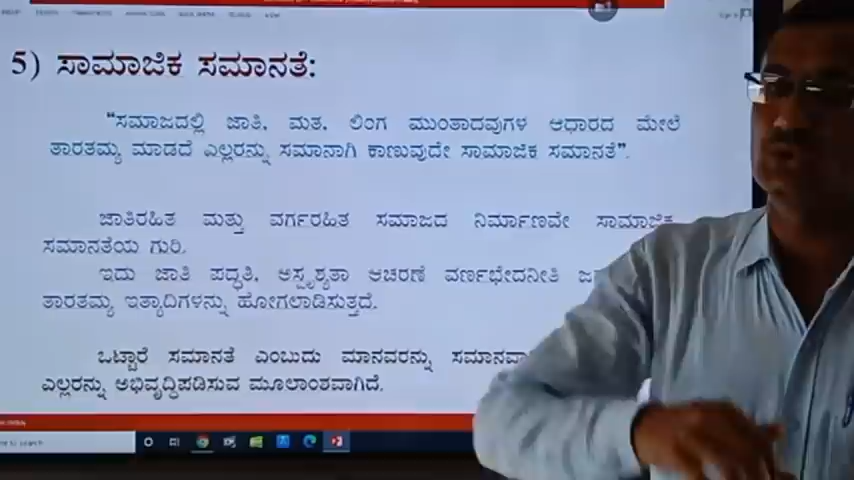 5) ಸಾಮಾಜಿಕ ಸಮಾನತೆ:
"ಸಮಾಜದಲ್ಲಿ ಜಾತಿ, ಮತ, ಲಿಂಗ ಮುಂತಾದವುಗಳ ಆಧಾರದ ಮೇಲೆ
ತಾರತಮ್ಯ ಮಾಡದೆ ಎಲ್ಲರನ್ನು ಸಮಾನಾಗಿ ಕಾಣುವುದೇ ಸಾಮಾಜಿಕ ಸಮಾನತೆ".
ಜಾತಿರಹಿತ ಮತ್ತು ವರ್ಗರಹಿತ ಸಮಾಜದ ನಿರ್ಮಾಣವೇ ಸಾಮಾಜಿಕ
ಸಮಾನತೆಯ ಗುರಿ.
ಇದು ಜಾತಿ ಪದ್ಧತಿ, ಅಸ್ಪೃಶ್ಯತಾ ಆಚರಣೆ ವರ್ಣಭೇದನೀತಿ
ತಾರತಮ್ಯ ಇತ್ಯಾದಿಗಳನ್ನು ಹೋಗಲಾಡಿಸುತ್ತದೆ.
ಒಟ್ಟಾರೆ ಸಮಾನತೆ ಎಂಬುದು ಮಾನವರನ್ನು
ಎಲ್ಲರನ್ನು ಅಭಿವೃದ್ಧಿಪಡಿಸುವ ಮೂಲಾಂಶವಾಗಿದೆ.
to search